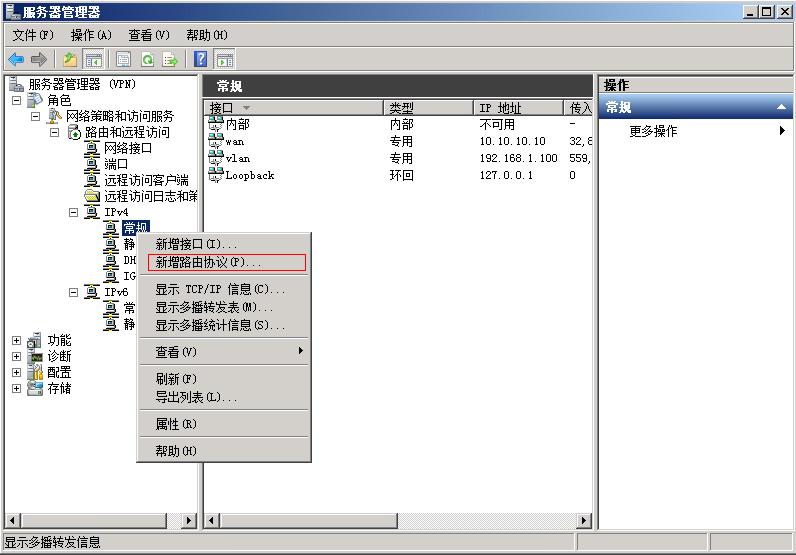 服务器管理器
文件(F) 操作(A) 查看(V) 帮助(H)
服务器管理器 (VPN)
角色
网络策略和访问服务
路由和远程访问
网络接口
端口
远程访问客户端
远程访问日志和策
IPv4
常规
静
DH
IG
IPv6
常
静
功能
诊断
配置
存储
常规
接口 类型 IP 地址 传入
内部 内部 不可用 -
wan 专用 10.10.10.10 32,8
vlan 专用 192.168.1.100 559,
Loopback 环回 127.0.0.1 0
新增接口(I)...
新增路由协议(P)...
显示 TCP/IP 信息(C)...
显示多播转发表(M)...
显示多播统计信息(S)...
查看(V)
刷新(F)
导出列表(L)...
属性(R)
帮助(H)
操作
常规
更多操作
显示多播转发信息